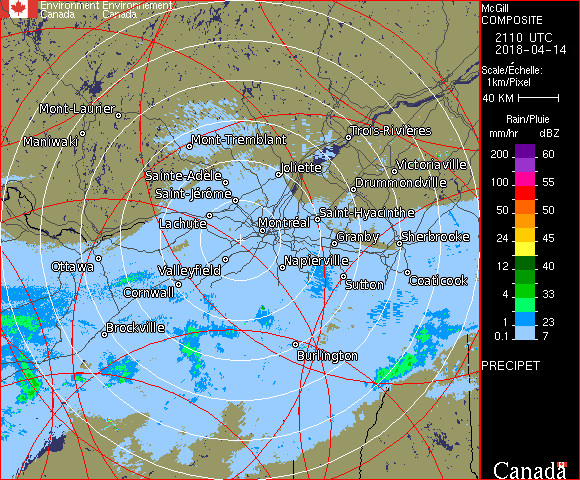 Environment Environnement
Canada Canada
McGill
COMPOSITE
2110 UTC
2018-04-14
Scale/Échelle:
1km/Pixel
40 KM
Rain/Pluie
mm/hr dBZ
200 60
100 55
50 50
24 45
12 40
4 33
1 23
0.1 7
PRECIPET
Canada
Mont-Laurier
Maniwaki
Mont-Tremblant
Trois-Rivières
Joliette
Victoriaville
Sainte-Adèle
Drummondville
Saint-Jérôme
Saint-Hyacinthe
Lachute
Montréal
Granby
Sherbrooke
Ottawa
Valleyfield
Napierville
Sutton
Coaticook
Cornwall
Brockville
Burlington